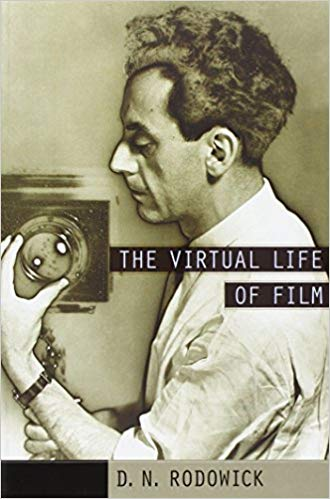 THE VIRTUAL LIFE
OF FILM
D. N. RODOWICK